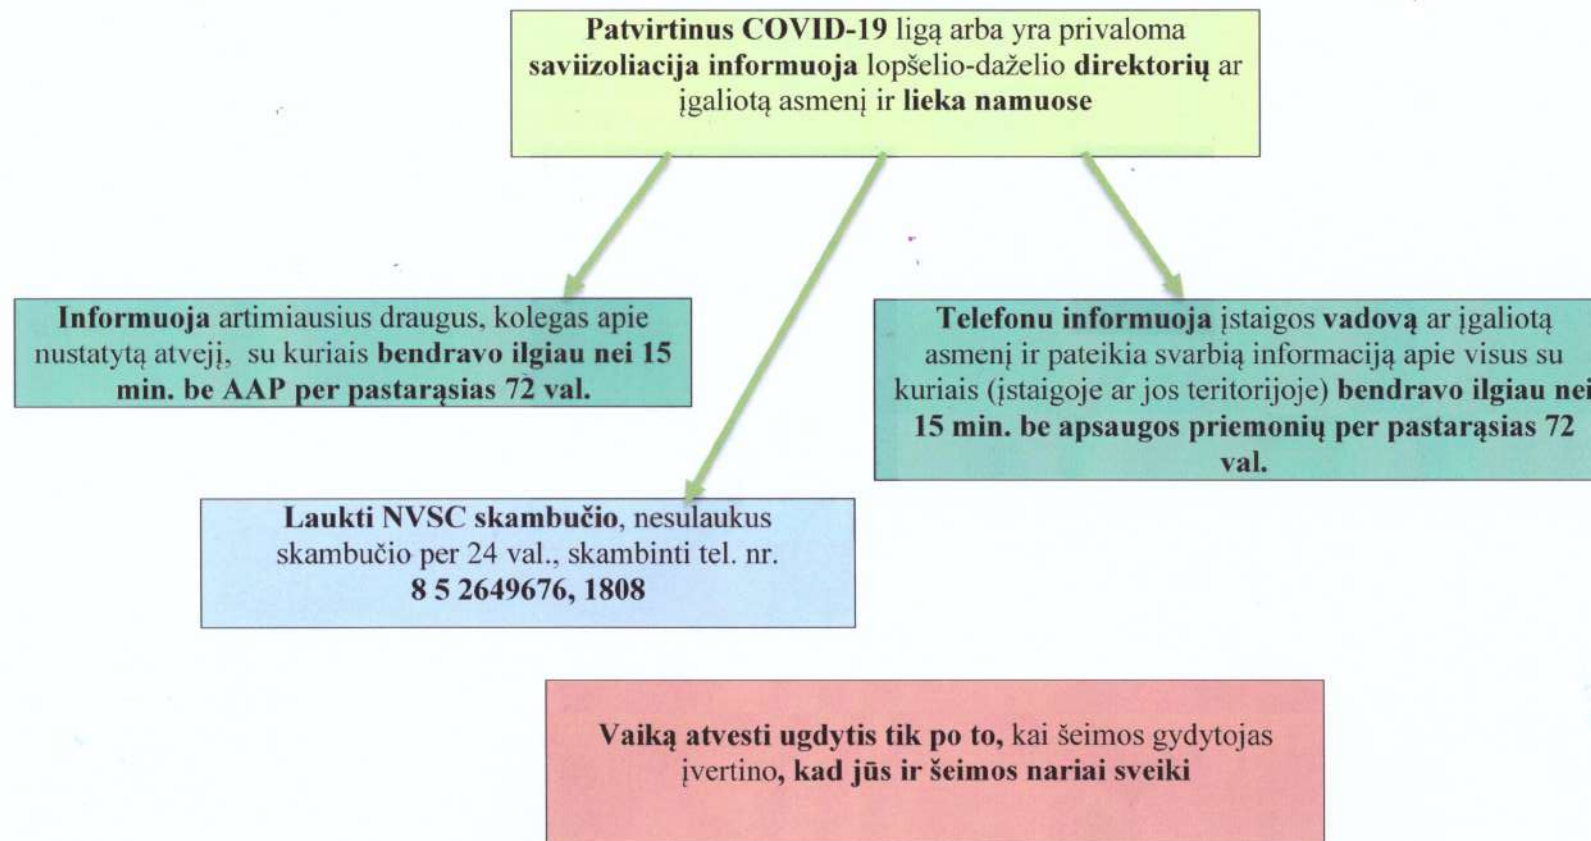 Patvirtinus COVID-19 ligą arba yra privaloma
saviizoliacija informuoja lopšelio-daželio direktorių ar
įgaliotą asmenį ir lieka namuose
Informuoja artimiausius draugus, kolegas apie
nustatytą atvejį, su kuriais bendravo ilgiau nei 15
min. be AAP per pastarąsias 72 val.
Telefonu informuoja įstaigos vadovą ar įgaliotą
asmenį ir pateikia svarbią informaciją apie visus su
kuriais (įstaigoje ar jos teritorijoje) bendravo ilgiau nei
15 min. be apsaugos priemonių per pastarąsias 72
val.
Laukti NVSC skambučio, nesulaukus
skambučio per 24 val., skambinti tel. nr.
8 5 2649676, 1808
Vaiką atvesti ugdytis tik po to, kai šeimos gydytojas
įvertino, kad jūs ir šeimos nariai sveiki